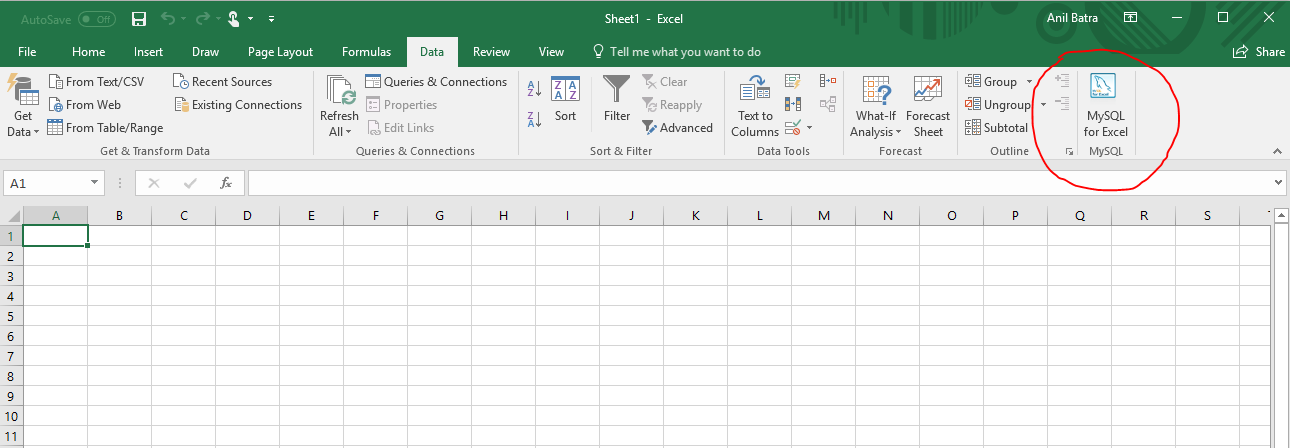 AutoSave Off
Sheet1 - Excel
Anil Batra
File Home Insert Draw Page Layout Formulas Data Review View Tell me what you want to do Share
Get Data
From Text/CSV
From Web
From Table/Range
Recent Sources
Existing Connections
Get & Transform Data
Refresh All
Queries & Connections
Properties
Edit Links
Queries & Connections
A Z
Z A
Z A
A Z
Sort
Filter
Clear
Reapply
Advanced
Sort & Filter
Text to
Columns
Data Tools
What-If
Analysis
Forecast
Sheet
Forecast
Group
Ungroup
Subtotal
Outline
for Excel
MySQL
for Excel
MySQL
A1 fx
A B C D E F G H I J K L M N O P Q R S
1
2
3
4
5
6
7
8
9
10
11